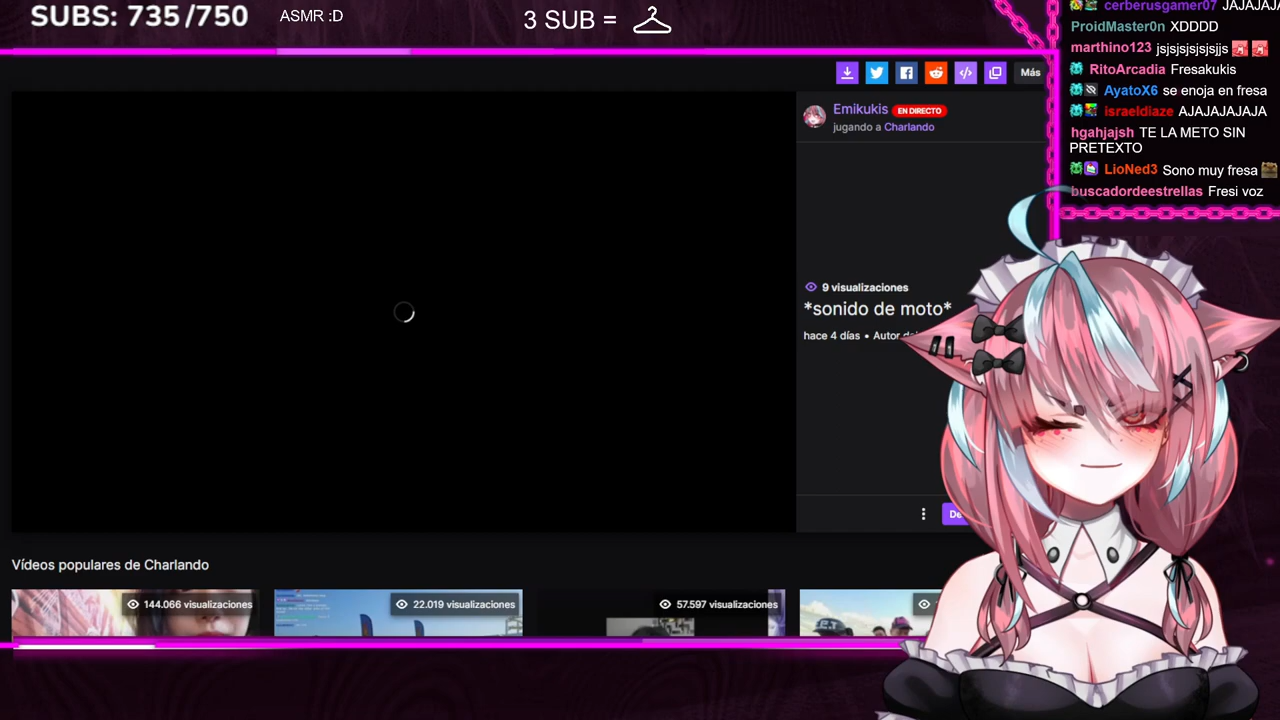 SUBS: 735/750
ASMR :D
3 SUB =
Más
Emikukis EN DIRECTO
jugando a Charlando
9 visualizaciones
*sonido de moto*
hace 4 días • Autor
Vídeos populares de Charlando
144.066 visualizaciones
22.019 visualizaciones
57.597 visualizaciones
cerberusgamer07 JAJAJAJA
ProidMaster0n XDDDD
marthino123 jsjsjsjsjsjjs
RitoArcadia Fresakukis
AyatoX6 se enoja en fresa
israeldiaze AJAJAJAJAJA
hgahjajsh TE LA METO SIN
PRETEXTO
LioNed3 Sono muy fresa
buscadordeestrellas Fresi voz